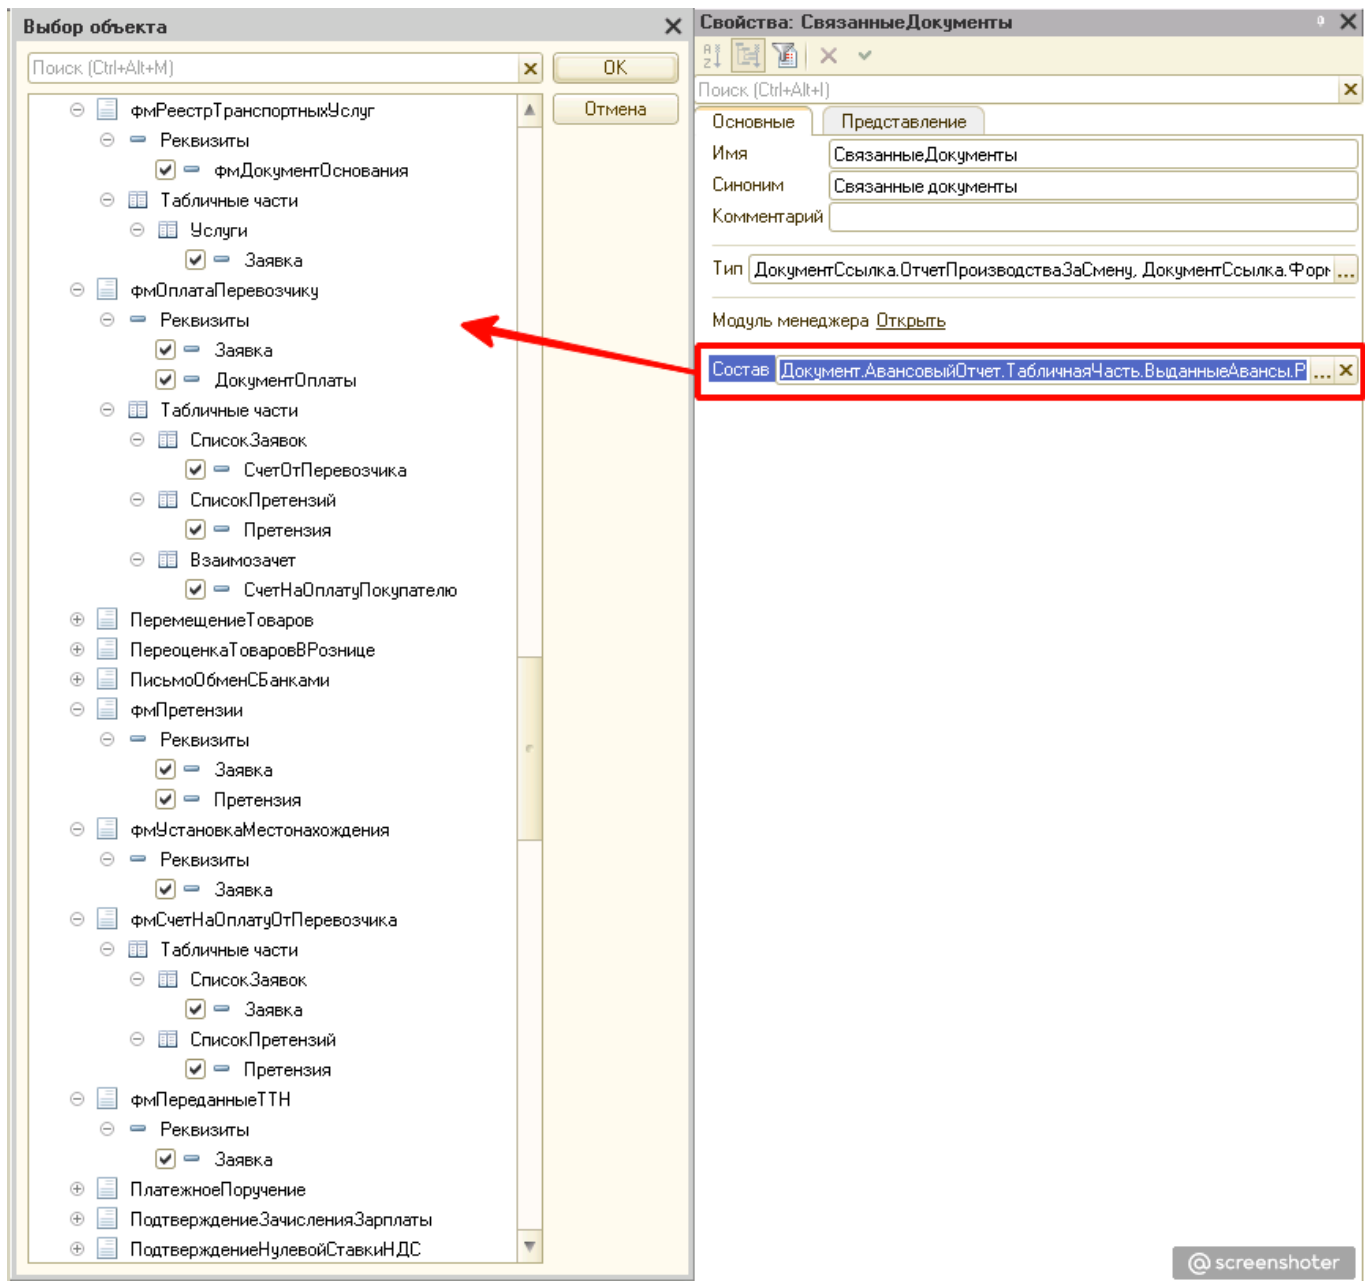 Выбор объекта
Поиск (Ctrl+Alt+M)
OK
Отмена
фмРеестрТранспортныхУслуг
Реквизиты
фмДокументОснования
Табличные части
Услуги
Заявка
фмОплатаПеревозчику
Реквизиты
Заявка
ДокументОплаты
Табличные части
СписокЗаявок
СчетОтПеревозчика
СписокПретензий
Претензия
Взаимозачет
СчетНаОплатуПокупателю
ПеремещениеТоваров
ПереоценкаТоваровВРознице
ПисьмоОбменСБанками
фмПретензии
Реквизиты
Заявка
Претензия
фмУстановкаМестонахождения
Реквизиты
Заявка
фмСчетНаОплатуОтПеревозчика
Табличные части
СписокЗаявок
Заявка
СписокПретензий
Претензия
фмПереданныеТТН
Реквизиты
Заявка
ПлатежноеПоручение
ПодтверждениеЗачисленияЗарплаты
ПодтверждениеНулевойСтавкиНДС
Свойства: СвязанныеДокументы
Поиск (Ctrl+Alt+I)
Основные Представление
Имя СвязанныеДокументы
Синоним Связанные документы
Комментарий
Тип ДокументСсылка.ОтчетПроизводстваЗаСмену, ДокументСсылка.Форм ...
Модуль менеджера Открыть
Состав Документ.АвансовыйОтчет.ТабличнаяЧасть.ВыданныеАвансы.Р ...
@screenshoter